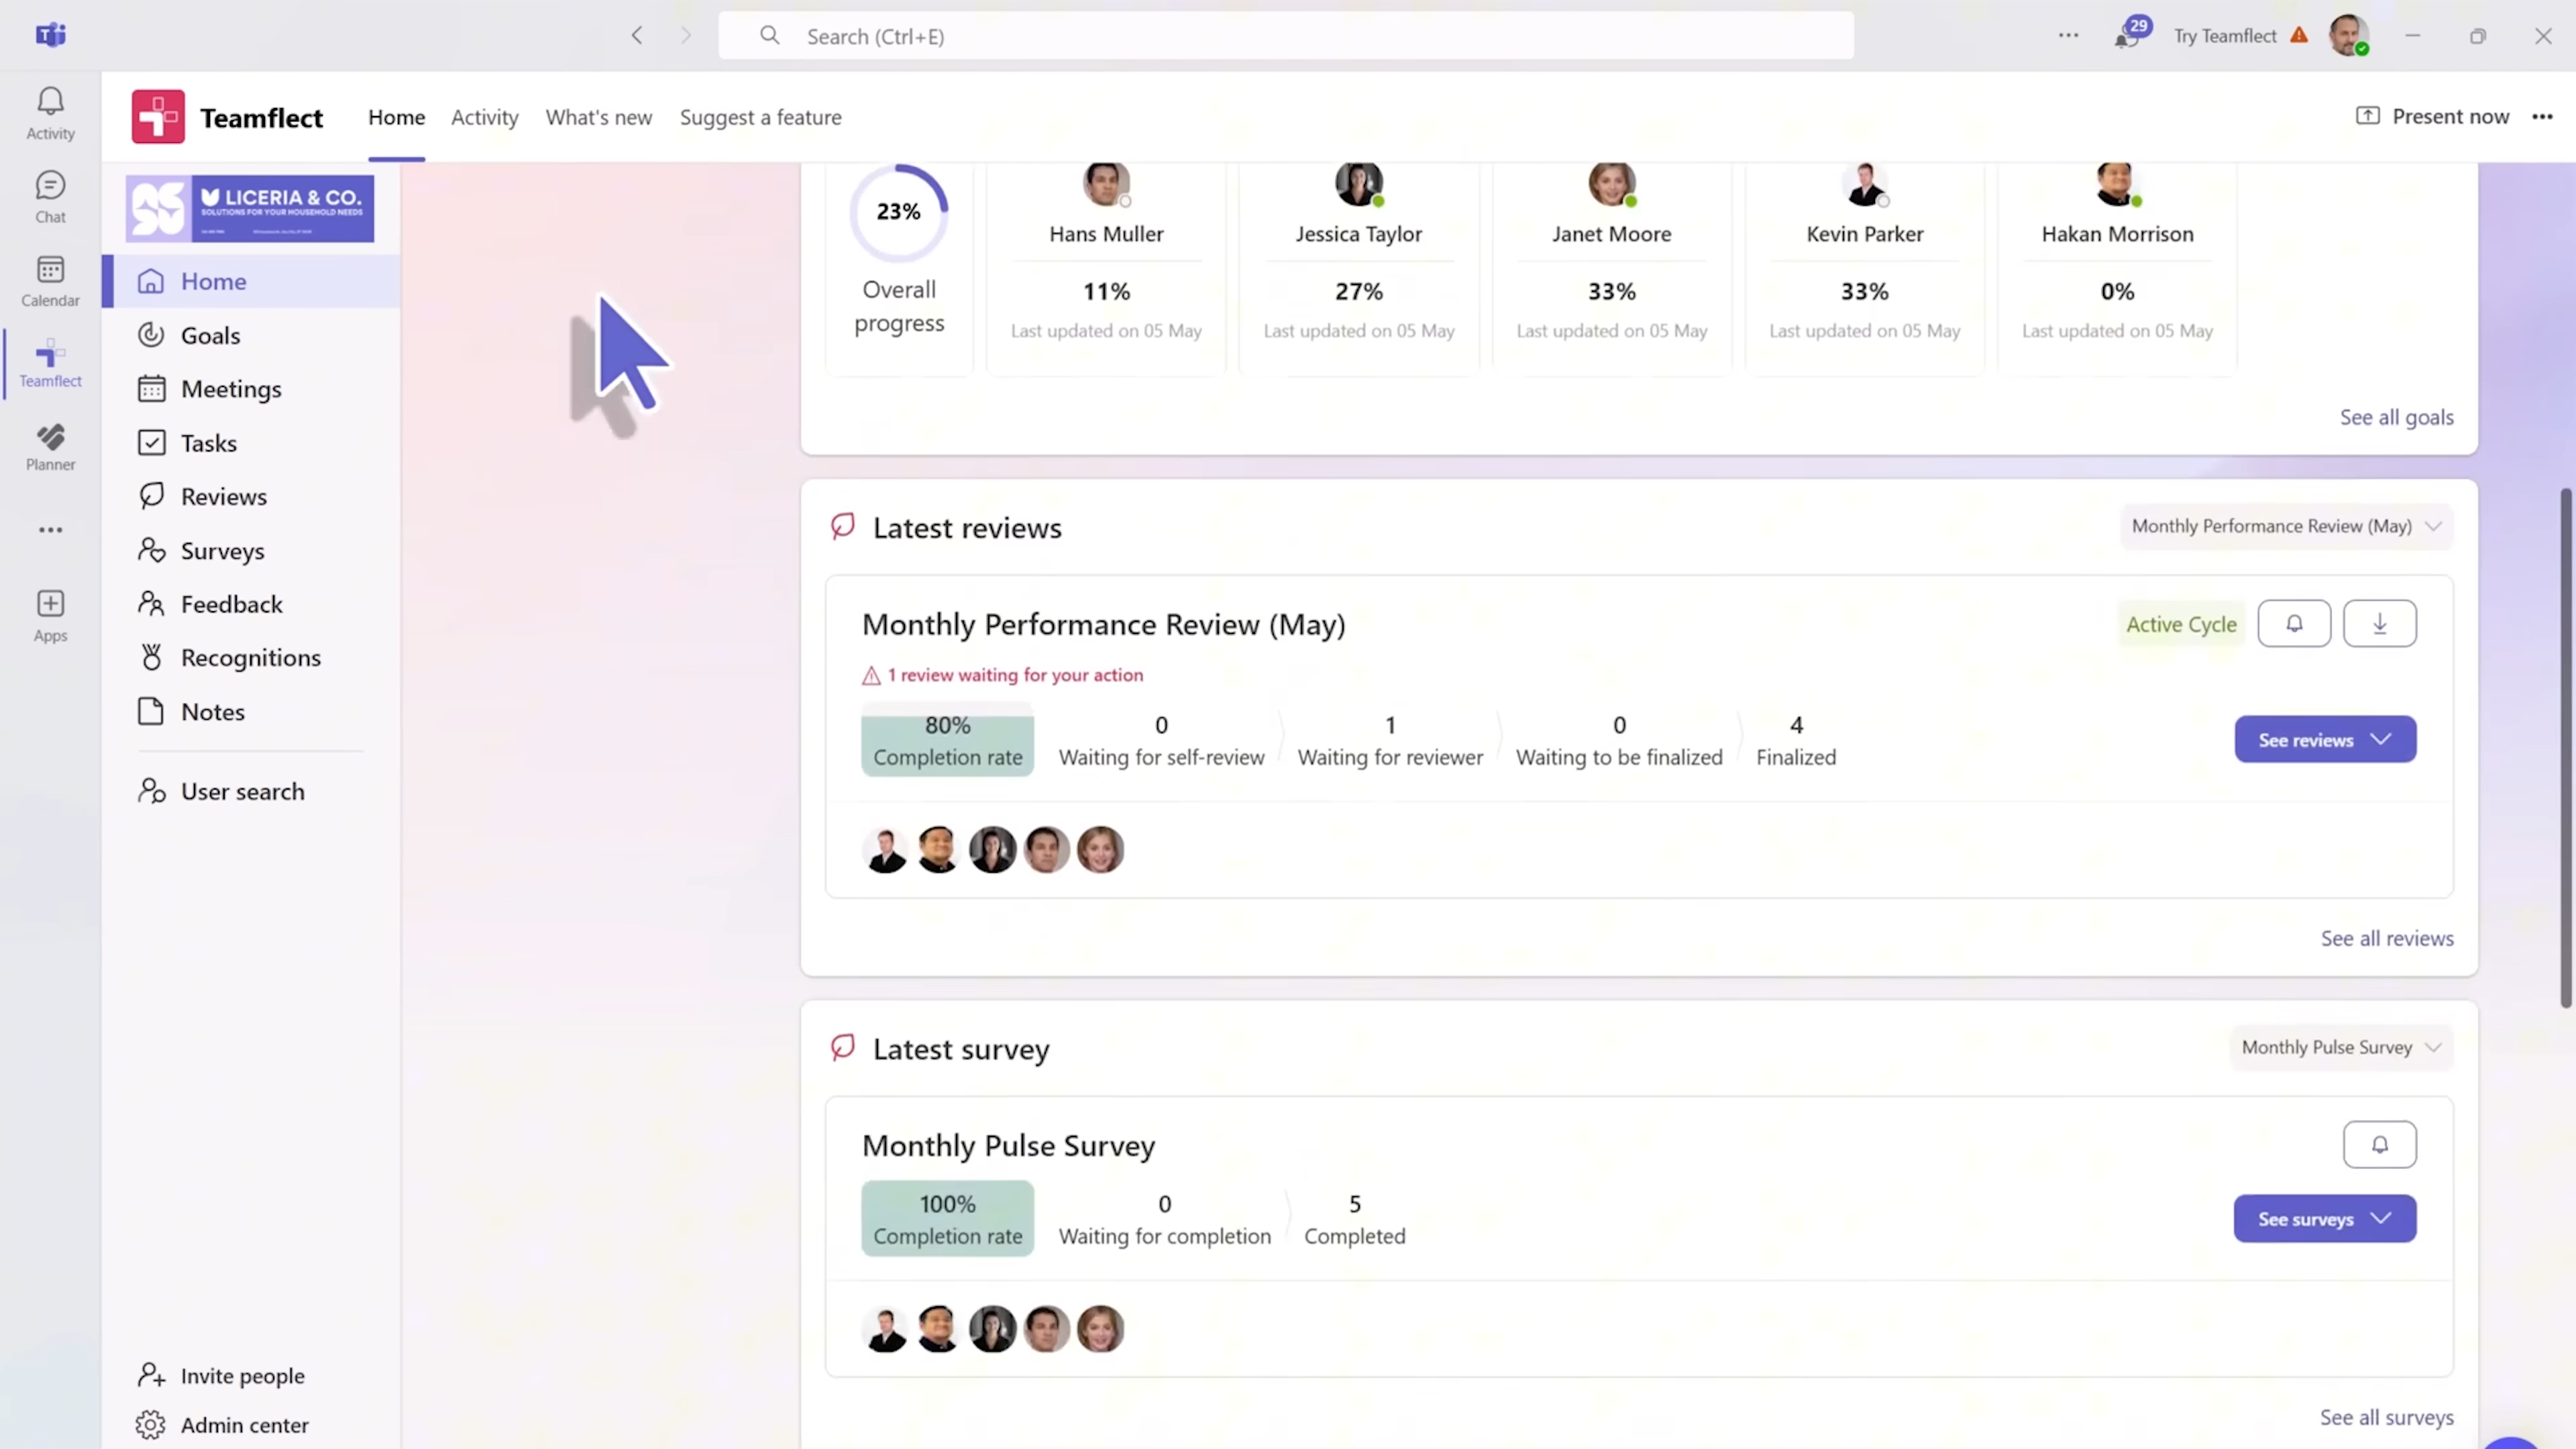 Search (Ctrl+E)
29
Try Teamflect
Activity
Chat
Calendar
Teamflect
Planner
Apps
Teamflect
Home
Activity
What's new
Suggest a feature
Present now
LICERIA & CO.
SOLUTIONS FOR YOUR HOUSEHOLD NEEDS
Home
Goals
Meetings
Tasks
Reviews
Surveys
Feedback
Recognitions
Notes
User search
Invite people
Admin center
23%
Overall
progress
Hans Muller
11%
Last updated on 05 May
Jessica Taylor
27%
Last updated on 05 May
Janet Moore
33%
Last updated on 05 May
Kevin Parker
33%
Last updated on 05 May
Hakan Morrison
0%
Last updated on 05 May
See all goals
Latest reviews
Monthly Performance Review (May)
Monthly Performance Review (May)
Active Cycle
1 review waiting for your action
80%
Completion rate
0
Waiting for self-review
1
Waiting for reviewer
0
Waiting to be finalized
4
Finalized
See reviews
See all reviews
Latest survey
Monthly Pulse Survey
Monthly Pulse Survey
100%
Completion rate
0
Waiting for completion
5
Completed
See surveys
See all surveys